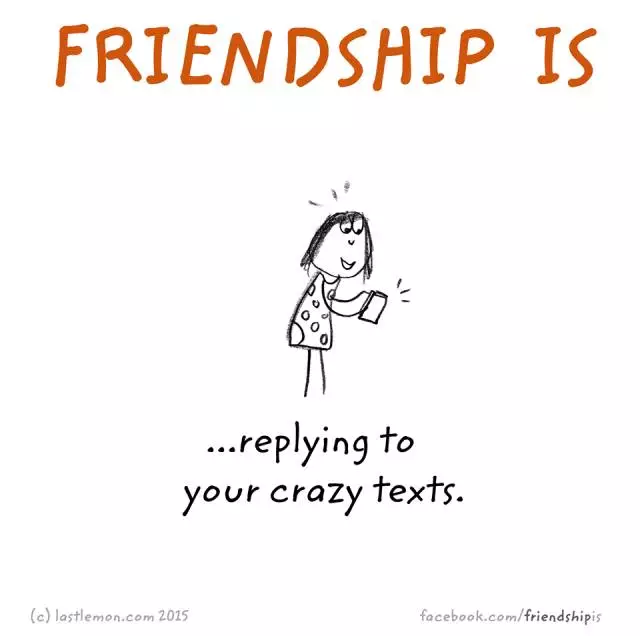 FRIENDSHIP IS
...replying to
your crazy texts.
(c) lastlemon.com 2015
facebook.com/friendshipis